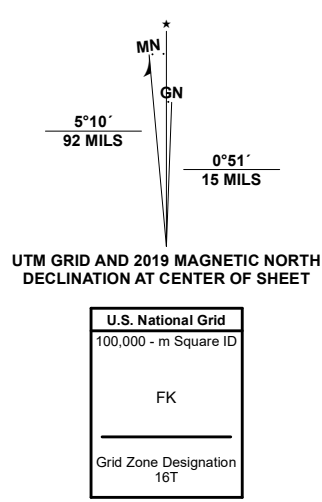 ★
MN
GN
5°10´
92 MILS
0°51´
15 MILS
UTM GRID AND 2019 MAGNETIC NORTH
DECLINATION AT CENTER OF SHEET
U.S. National Grid
100,000 - m Square ID
FK
Grid Zone Designation
16T